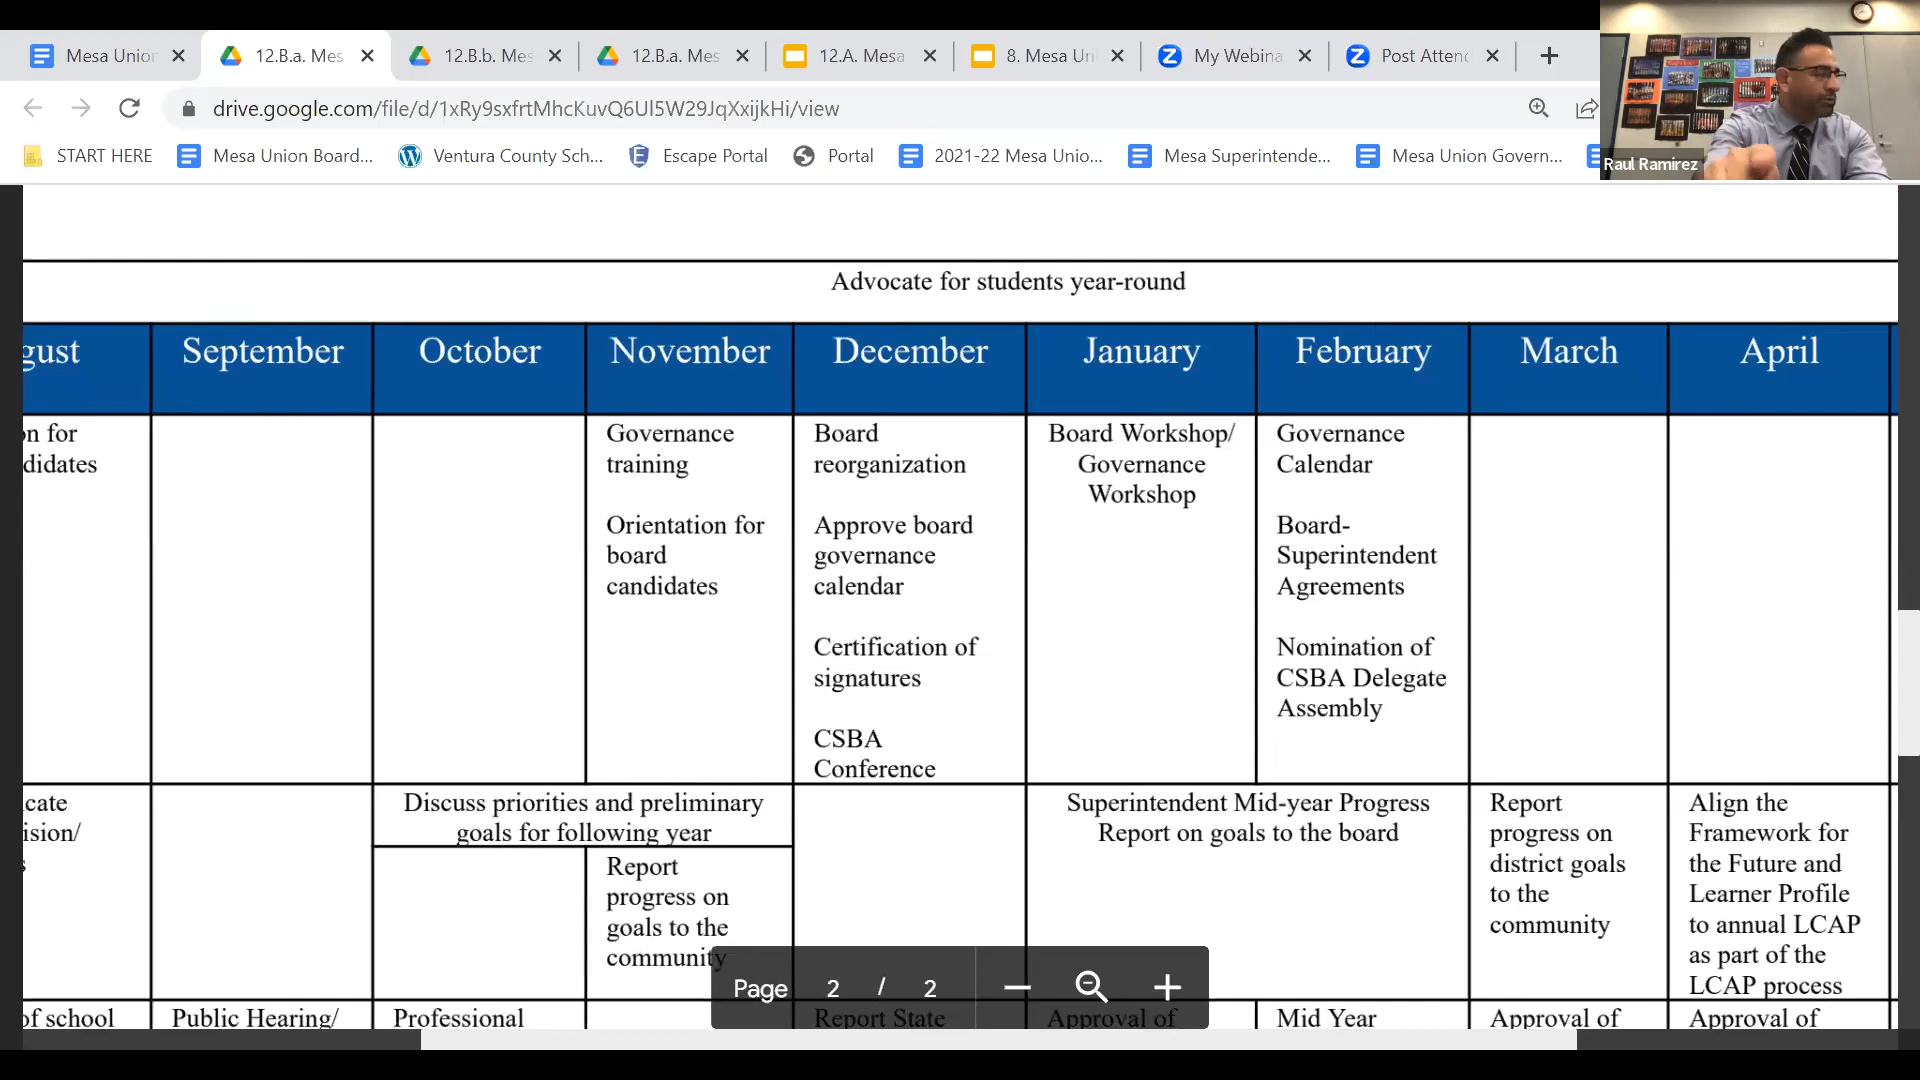 Mesa Union
12.B.a. Mes
12.B.b. Mes
12.B.a. Mes
12.A. Mesa
8. Mesa Un
My Webina
Post Attend
drive.google.com/file/d/1xRy9sxfrtMhcKuvQ6Ul5W29JqXxijkHi/view
START HERE
Mesa Union Board...
Ventura County Sch...
Escape Portal
Portal
2021-22 Mesa Unio...
Mesa Superintende...
Mesa Union Govern...
Raul Ramirez
Advocate for students year-round
gust
September
October
November
December
January
February
March
April
on for
didates
Governance
training
Orientation for
board
candidates
Board
reorganization
Approve board
governance
calendar
Certification of
signatures
CSBA
Conference
Board Workshop/
Governance
Workshop
Governance
Calendar
Board-
Superintendent
Agreements
Nomination of
CSBA Delegate
Assembly
cate
ision/
s
Discuss priorities and preliminary
goals for following year
Report
progress on
goals to the
community
Superintendent Mid-year Progress
Report on goals to the board
Report
progress on
district goals
to the
community
Align the
Framework for
the Future and
Learner Profile
to annual LCAP
as part of the
LCAP process
Page 2 / 2
of school
Public Hearing/
Professional
Report State
Approval of
Mid Year
Approval of
Approval of